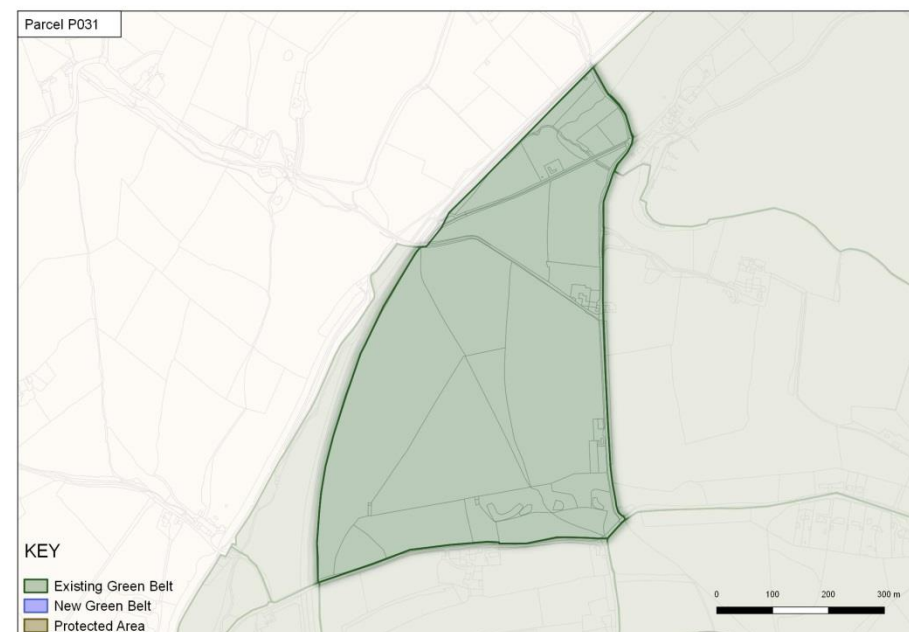 Parcel P031
KEY
Existing Green Belt
New Green Belt
Protected Area
0 100 200 300 m